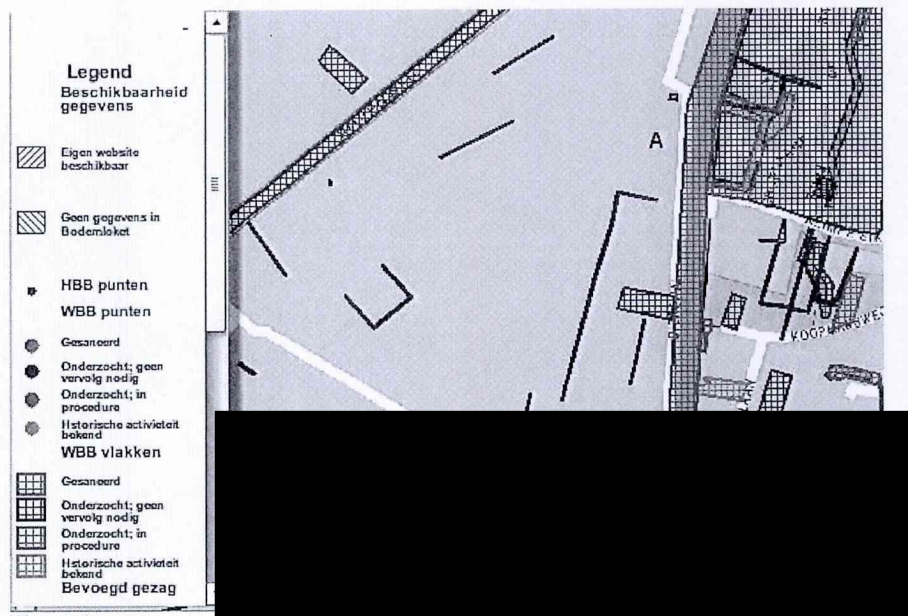 Legend
Beschikbaarheid
gegevens
Eigen website
beschikbaar
Geen gegevens in
Bodemloket
HBB punten
WBB punten
Gesaneerd
Onderzocht; geen
vervolg nodig
Onderzocht; in
procedure
Historische activiteit
bekend
WBB vlakken
Gesaneerd
Onderzocht; geen
vervolg nodig
Onderzocht; in
procedure
Historische activiteit
bekend
Bevoegd gezag
A